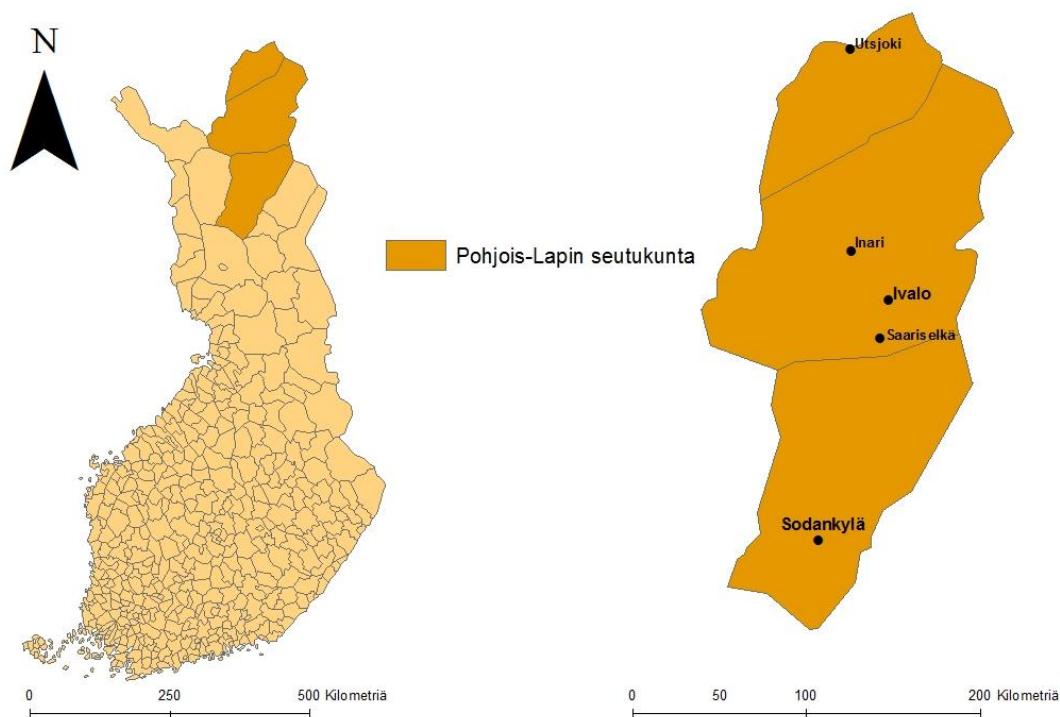 N
Utsjoki
Inari
Ivalo
Saariselkä
Sodankylä
Pohjois-Lapin seutukunta
0 250 500 Kilometriä
0 50 100 200 Kilometriä